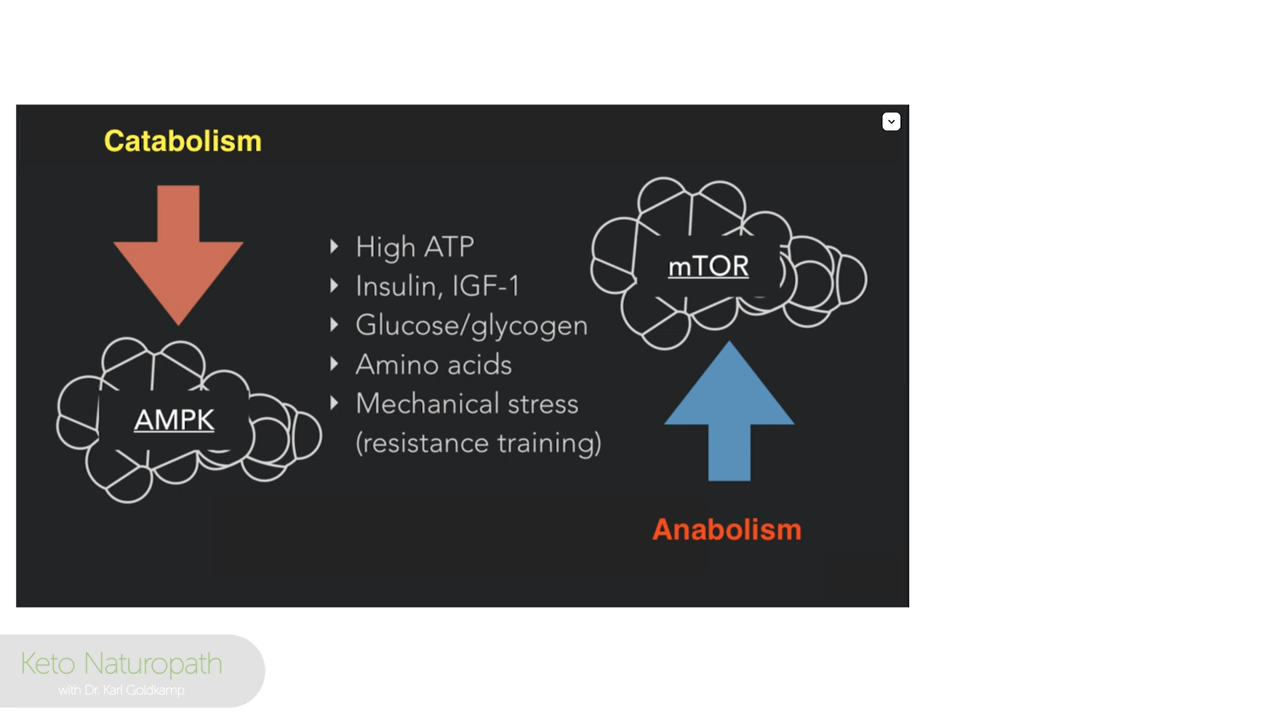 Catabolism
High ATP
Insulin, IGF-1
Glucose/glycogen
Amino acids
Mechanical stress
(resistance training)
mTOR
AMPK
Anabolism
Keto Naturopath
with Dr. Karl Goldkamp